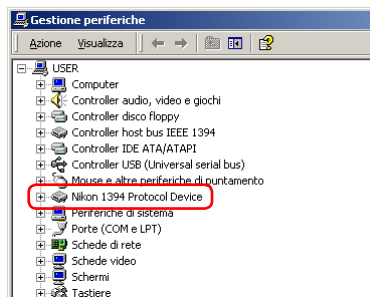 Gestione periferiche
Azione Visualizza
USER
Computer
Controller audio, video e giochi
Controller disco floppy
Controller host bus IEEE 1394
Controller IDE ATA/ATAPI
Controller USB (Universal serial bus)
Mouse e altre periferiche di puntamento
Nikon 1394 Protocol Device
Periferiche di sistema
Porte (COM e LPT)
Schede di rete
Schede video
Schermi
Tastiere